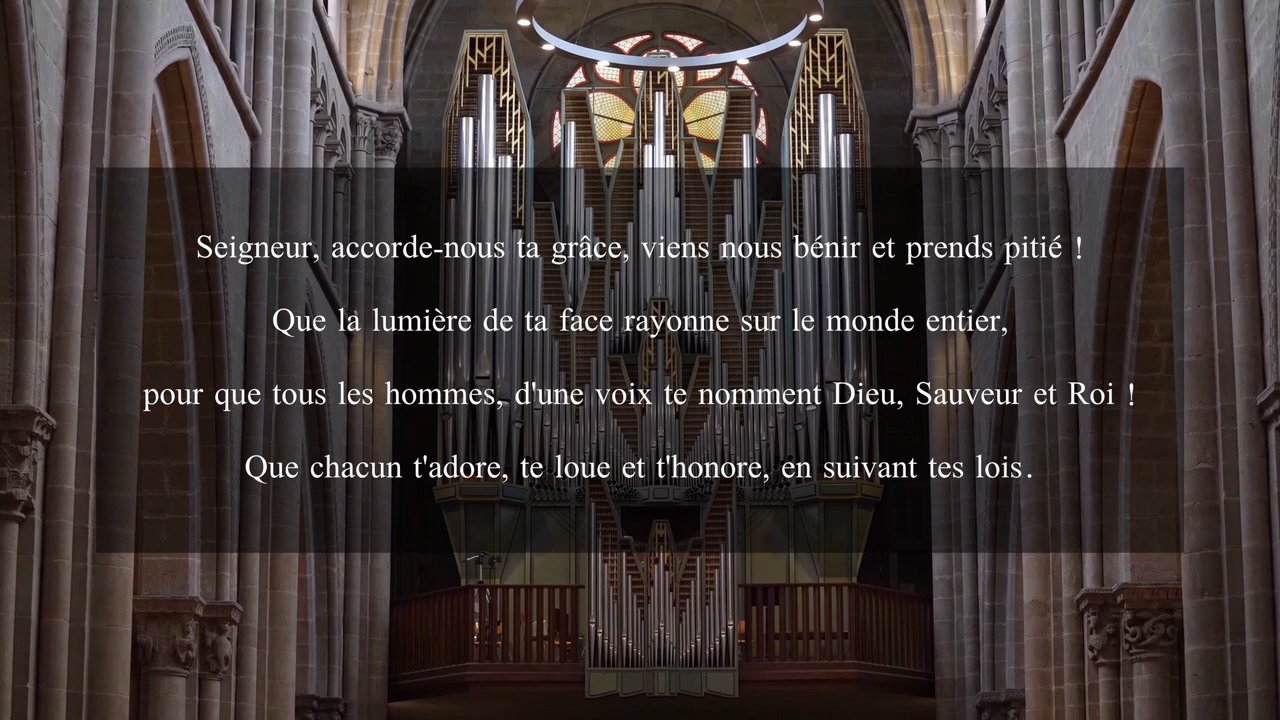 Seigneur, accorde-nous ta grâce, viens nous bénir et prends pitié !
Que la lumière de ta face rayonne sur le monde entier,
pour que tous les hommes, d'une voix te nomment Dieu, Sauveur et Roi !
Que chacun t'adore, te loue et t'honore, en suivant tes lois.